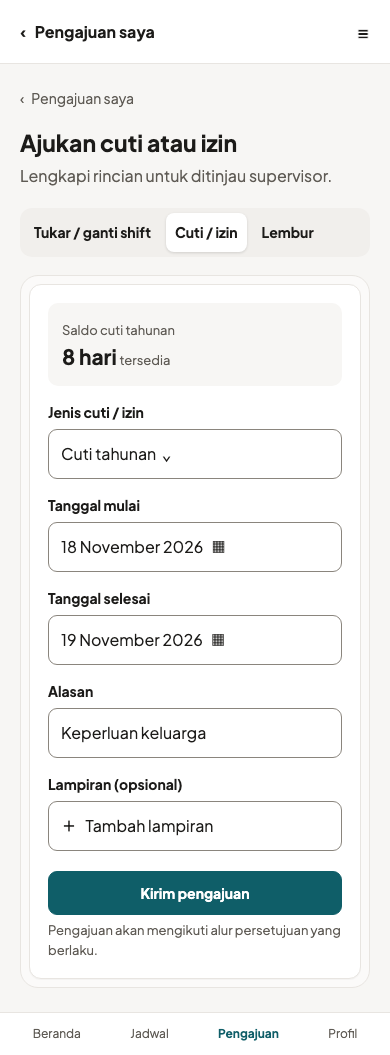 ‹ Pengajuan saya ≡
‹ Pengajuan saya
Ajukan cuti atau izin
Lengkapi rincian untuk ditinjau supervisor.
Tukar / ganti shift Cuti / izin Lembur
Saldo cuti tahunan
8 hari tersedia
Jenis cuti / izin
Cuti tahunan
Tanggal mulai
18 November 2026
Tanggal selesai
19 November 2026
Alasan
Keperluan keluarga
Lampiran (opsional)
+ Tambah lampiran
Kirim pengajuan
Pengajuan akan mengikuti alur persetujuan yang
berlaku.
Beranda Jadwal Pengajuan Profil